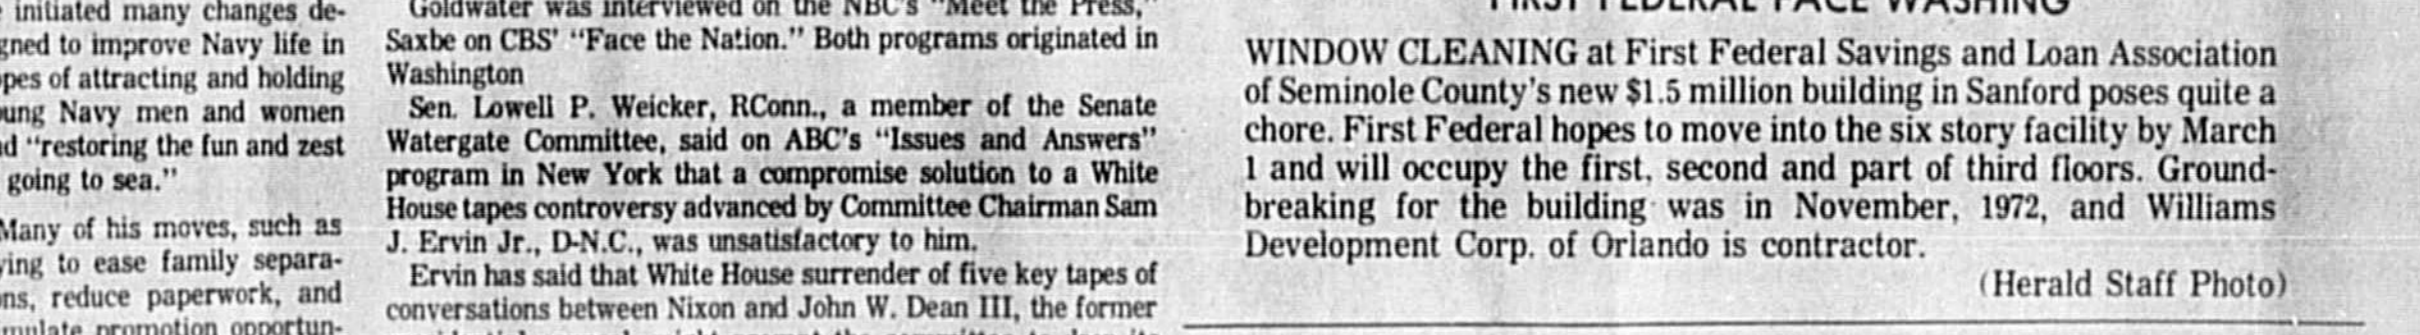 initiated many changes de-
gned to improve Navy life in
pes of attracting and holding
ung Navy men and women
d "restoring the fun and zest
going to sea."
Many of his moves, such as
ying to ease family separa-
ns, reduce paperwork, and
mulate promotion opportun-
Goldwater was interviewed on the NBC's "Meet the Press,"
Saxbe on CBS' "Face the Nation." Both programs originated in
Washington
Sen. Lowell P. Weicker, RConn., a member of the Senate
Watergate Committee, said on ABC's "Issues and Answers"
program in New York that a compromise solution to a White
House tapes controversy advanced by Committee Chairman Sam
J. Ervin Jr., D-N.C., was unsatisfactory to him.
Ervin has said that White House surrender of five key tapes of
conversations between Nixon and John W. Dean III, the former
FIRST FEDERAL FACE WASHING
WINDOW CLEANING at First Federal Savings and Loan Association
of Seminole County's new $1.5 million building in Sanford poses quite a
chore. First Federal hopes to move into the six story facility by March
1 and will occupy the first, second and part of third floors. Ground-
breaking for the building was in November, 1972, and Williams
Development Corp. of Orlando is contractor.
(Herald Staff Photo)